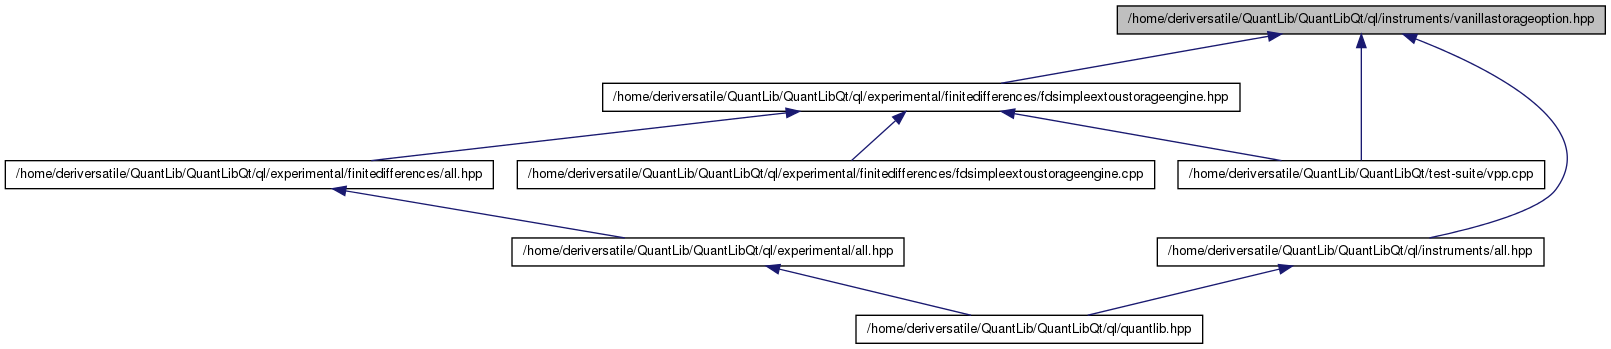 /home/deriversatile/QuantLib/QuantLibQt/ql/instruments/vanillastorageoption.hpp
/home/deriversatile/QuantLib/QuantLibQt/ql/experimental/finitedifferences/fdsimpleextoustorageengine.hpp
/home/deriversatile/QuantLib/QuantLibQt/ql/experimental/finitedifferences/all.hpp
/home/deriversatile/QuantLib/QuantLibQt/ql/experimental/finitedifferences/fdsimpleextoustorageengine.cpp
/home/deriversatile/QuantLib/QuantLibQt/test-suite/vpp.cpp
/home/deriversatile/QuantLib/QuantLibQt/ql/experimental/all.hpp
/home/deriversatile/QuantLib/QuantLibQt/ql/instruments/all.hpp
/home/deriversatile/QuantLib/QuantLibQt/ql/quantlib.hpp